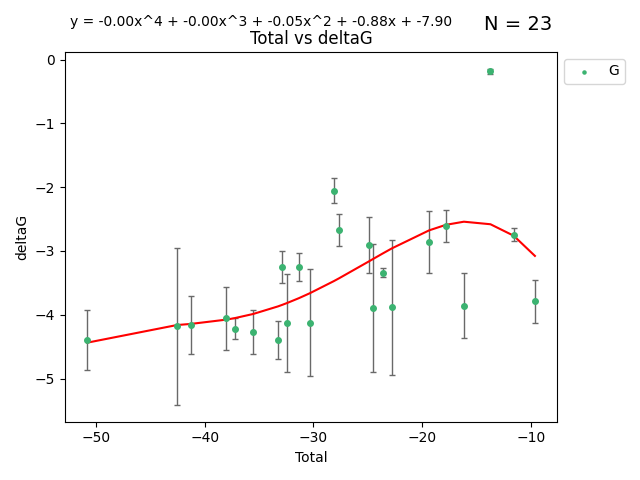 y = -0.00x^4 + -0.00x^3 + -0.05x^2 + -0.88x + -7.90
N = 23
Total vs deltaG
G
0
−1
−2
−3
−4
−5
deltaG
−50 −40 −30 −20 −10
Total